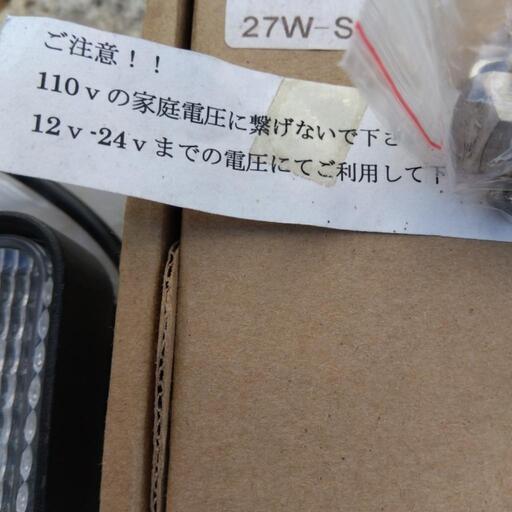 27W-S
ご注意！！
110ｖの家庭電圧に繋げないで下さ
12ｖ-24ｖまでの電圧にてご利用して下